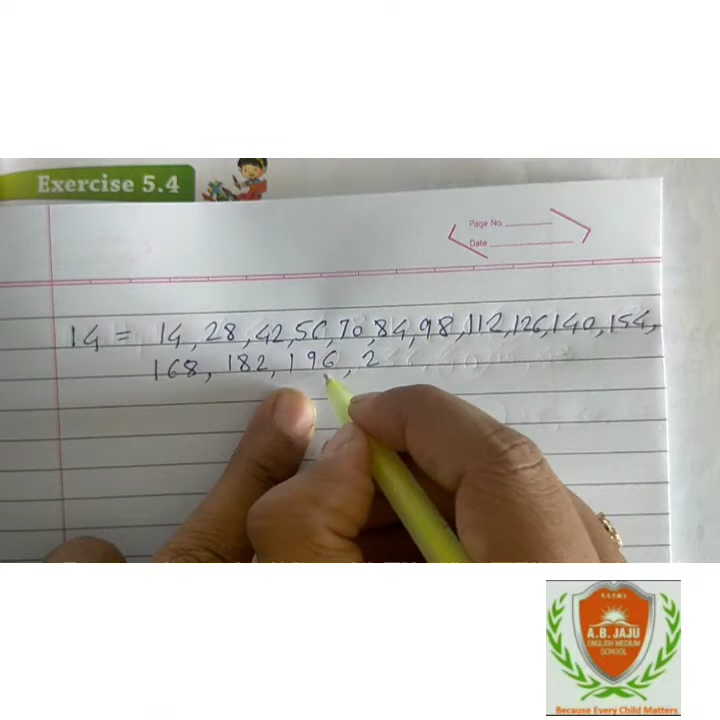 Exercise 5.4
Page No.
Date
14 = 14, 28, 42, 56, 70, 84, 98, 112, 126, 140, 154,
168, 182, 196, 2
A.B. JAJU
ENGLISH MEDIUM
SCHOOL
Because Every Child Matters